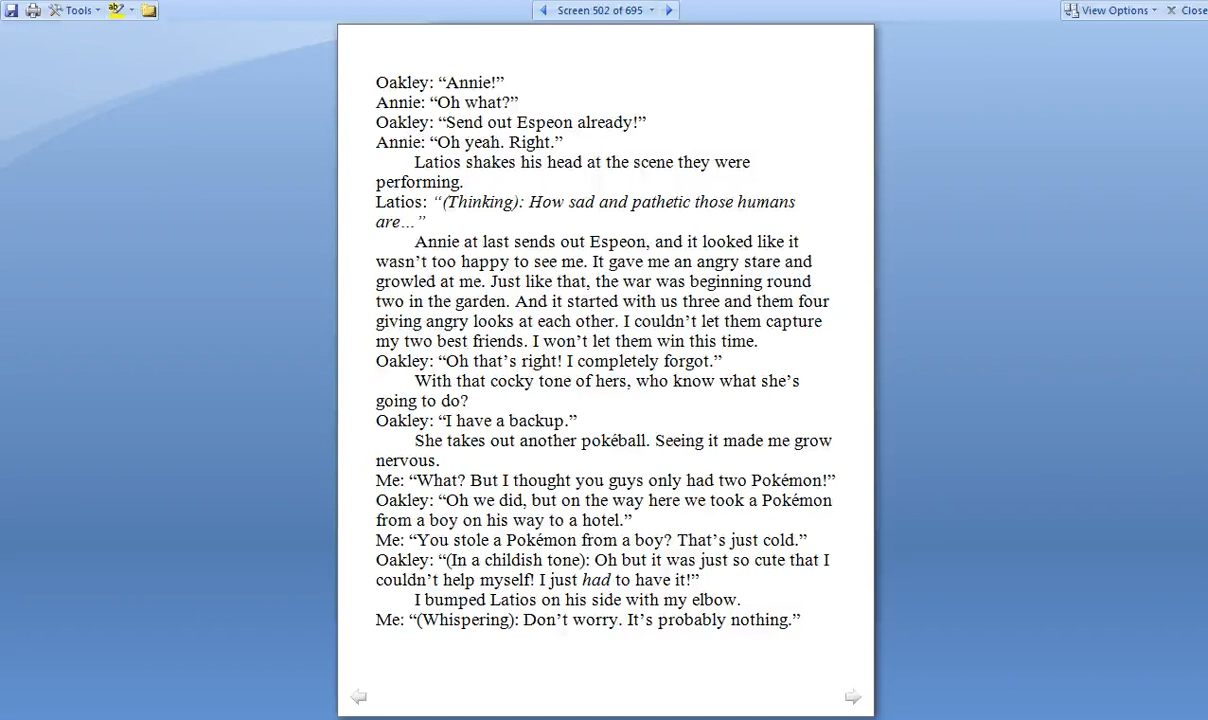 Tools
Screen 502 of 695
View Options
Close
Oakley: “Annie!”
Annie: “Oh what?”
Oakley: “Send out Espeon already!”
Annie: “Oh yeah. Right.”
Latios shakes his head at the scene they were
performing.
Latios: “(Thinking): How sad and pathetic those humans
are…”
Annie at last sends out Espeon, and it looked like it
wasn’t too happy to see me. It gave me an angry stare and
growled at me. Just like that, the war was beginning round
two in the garden. And it started with us three and them four
giving angry looks at each other. I couldn’t let them capture
my two best friends. I won’t let them win this time.
Oakley: “Oh that’s right! I completely forgot.”
With that cocky tone of hers, who know what she’s
going to do?
Oakley: “I have a backup.”
She takes out another pokéball. Seeing it made me grow
nervous.
Me: “What? But I thought you guys only had two Pokémon!”
Oakley: “Oh we did, but on the way here we took a Pokémon
from a boy on his way to a hotel.”
Me: “You stole a Pokémon from a boy? That’s just cold.”
Oakley: “(In a childish tone): Oh but it was just so cute that I
couldn’t help myself! I just had to have it!”
I bumped Latios on his side with my elbow.
Me: “(Whispering): Don’t worry. It’s probably nothing.”